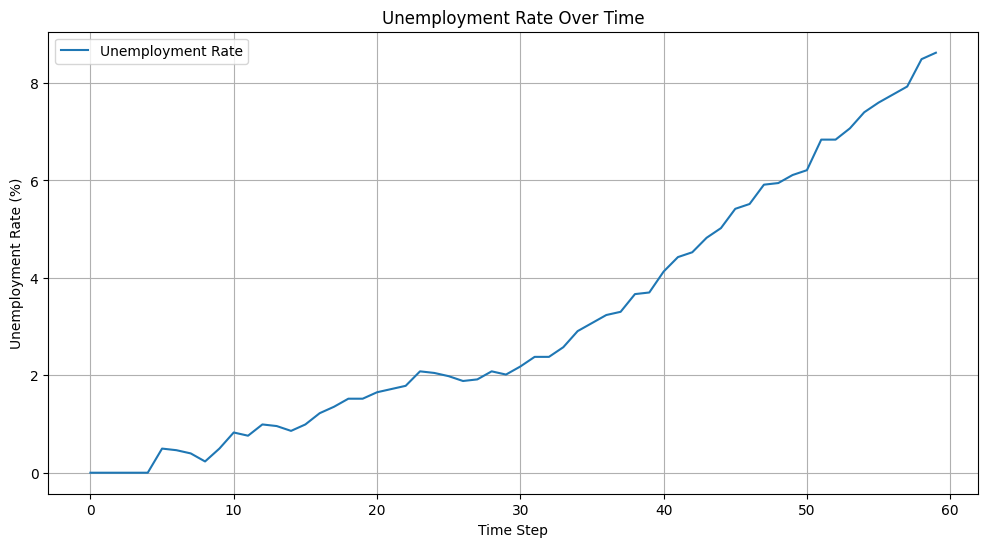 Unemployment Rate Over Time
Unemployment Rate
Unemployment Rate (%)
8
6
4
2
0
0 10 20 30 40 50 60
Time Step